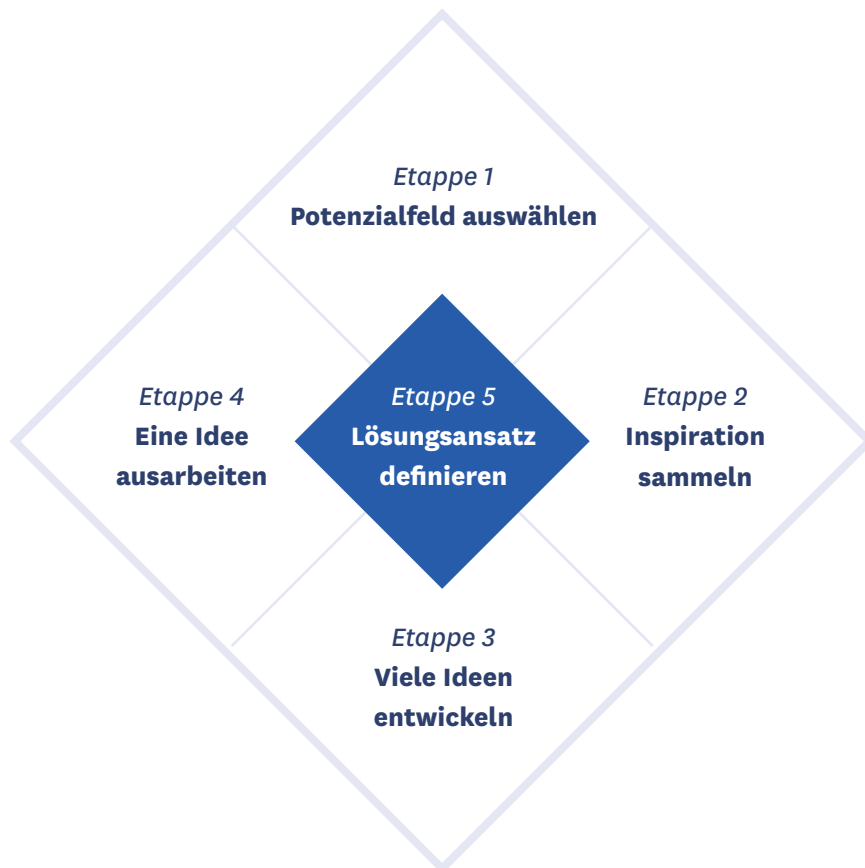 Etappe 1
Potenzialfeld auswählen
Etappe 4
Eine Idee
ausarbeiten
Etappe 5
Lösungsansatz
definieren
Etappe 2
Inspiration
sammeln
Etappe 3
Viele Ideen
entwickeln